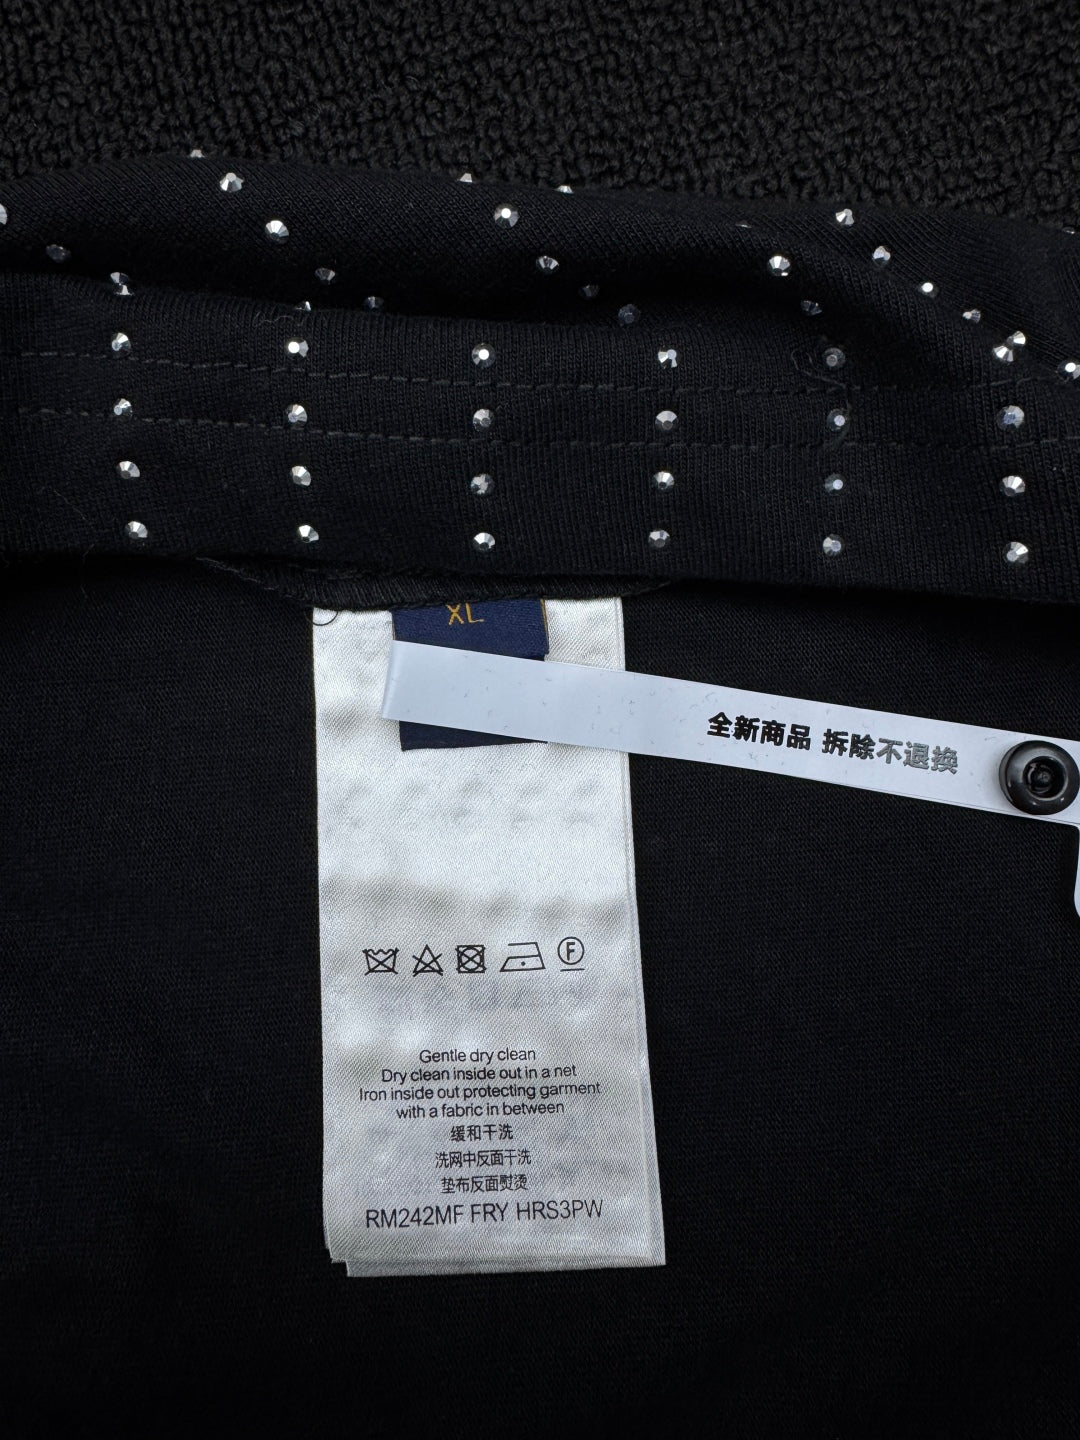 XL
全新商品 拆除不退换
F
Gentle dry clean
Dry clean inside out in a net
Iron inside out protecting garment
with a fabric in between
缓和干洗
洗网中反面干洗
垫布反面熨烫
RM242MF FRY HRS3PW